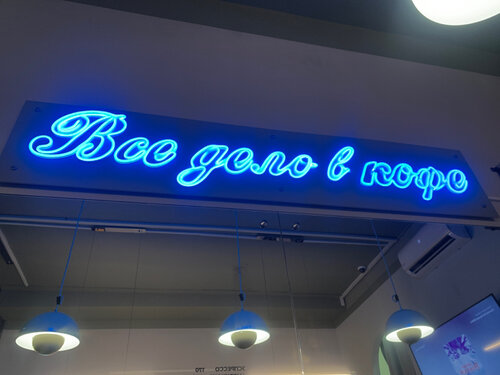 Все дело в кофе